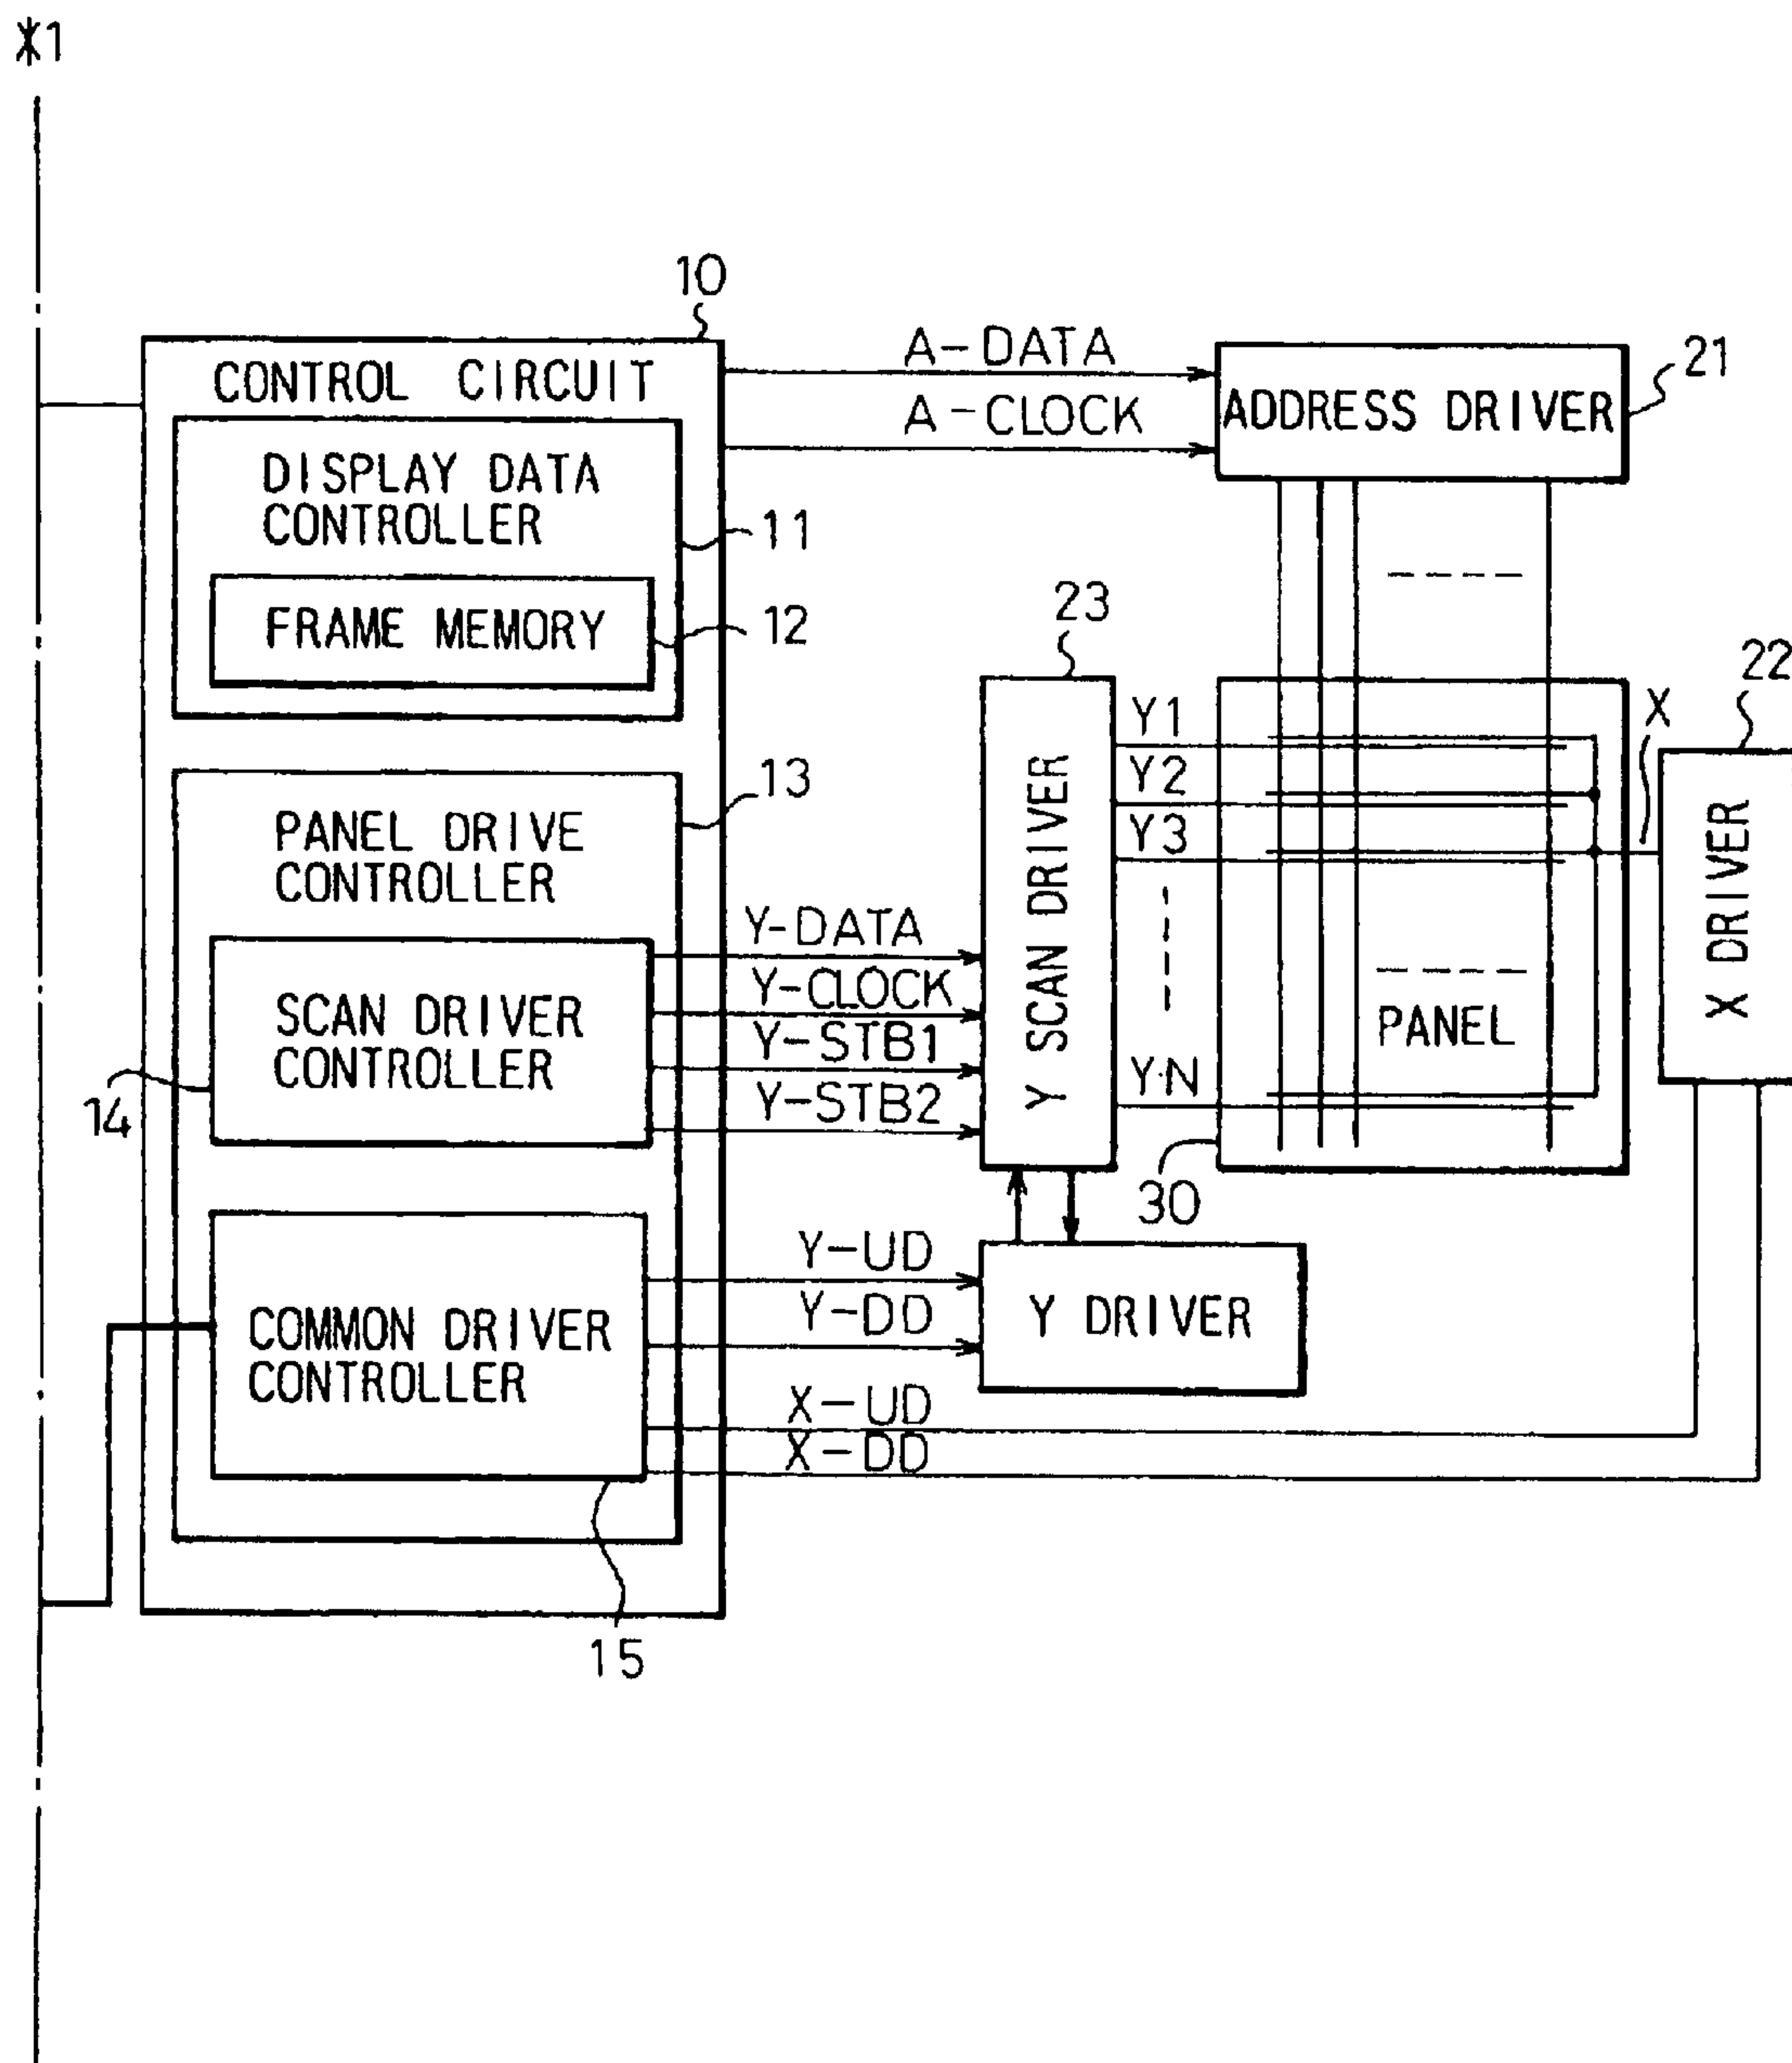 *1
10
CONTROL CIRCUIT
DISPLAY DATA
CONTROLLER
11
FRAME MEMORY
12
13
PANEL DRIVE
CONTROLLER
SCAN DRIVER
CONTROLLER
14
COMMON DRIVER
CONTROLLER
15
A-DATA
A-CLOCK
ADDRESS DRIVER
21
23
Y SCAN DRIVER
Y1
Y2
Y3
Y·N
PANEL
30
X
22
X DRIVER
Y-DATA
Y-CLOCK
Y-STB1
Y-STB2
Y-UD
Y-DD
Y DRIVER
X-UD
X-DD